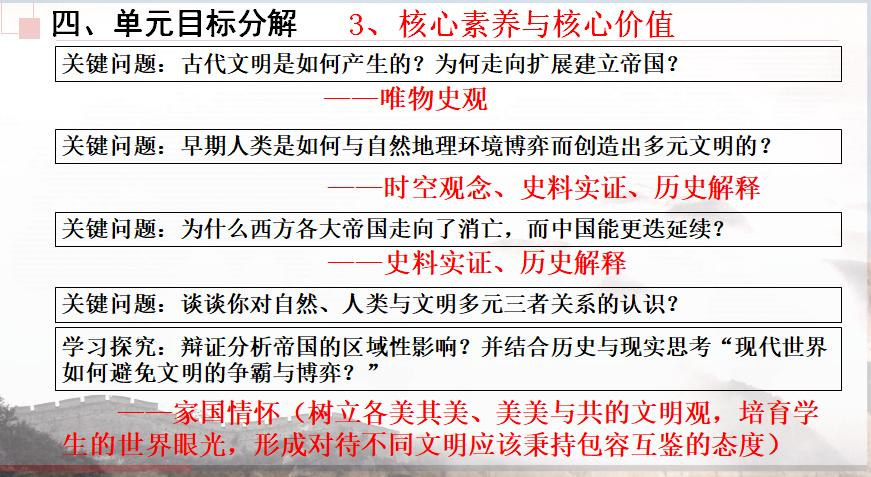 四、单元目标分解 3、核心素养与核心价值
关键问题：古代文明是如何产生的？为何走向扩展建立帝国？
——唯物史观
关键问题：早期人类是如何与自然地理环境博弈而创造出多元文明的？
——时空观念、史料实证、历史解释
关键问题：为什么西方各大帝国走向了消亡，而中国能更迭延续？
——史料实证、历史解释
关键问题：谈谈你对自然、人类与文明多元三者关系的认识？
学习探究：辩证分析帝国的区域性影响？并结合历史与现实思考“现代世界
如何避免文明的争霸与博弈？”
——家国情怀（树立各美其美、美美与共的文明观，培育学
生的世界眼光，形成对待不同文明应该秉持包容互鉴的态度）